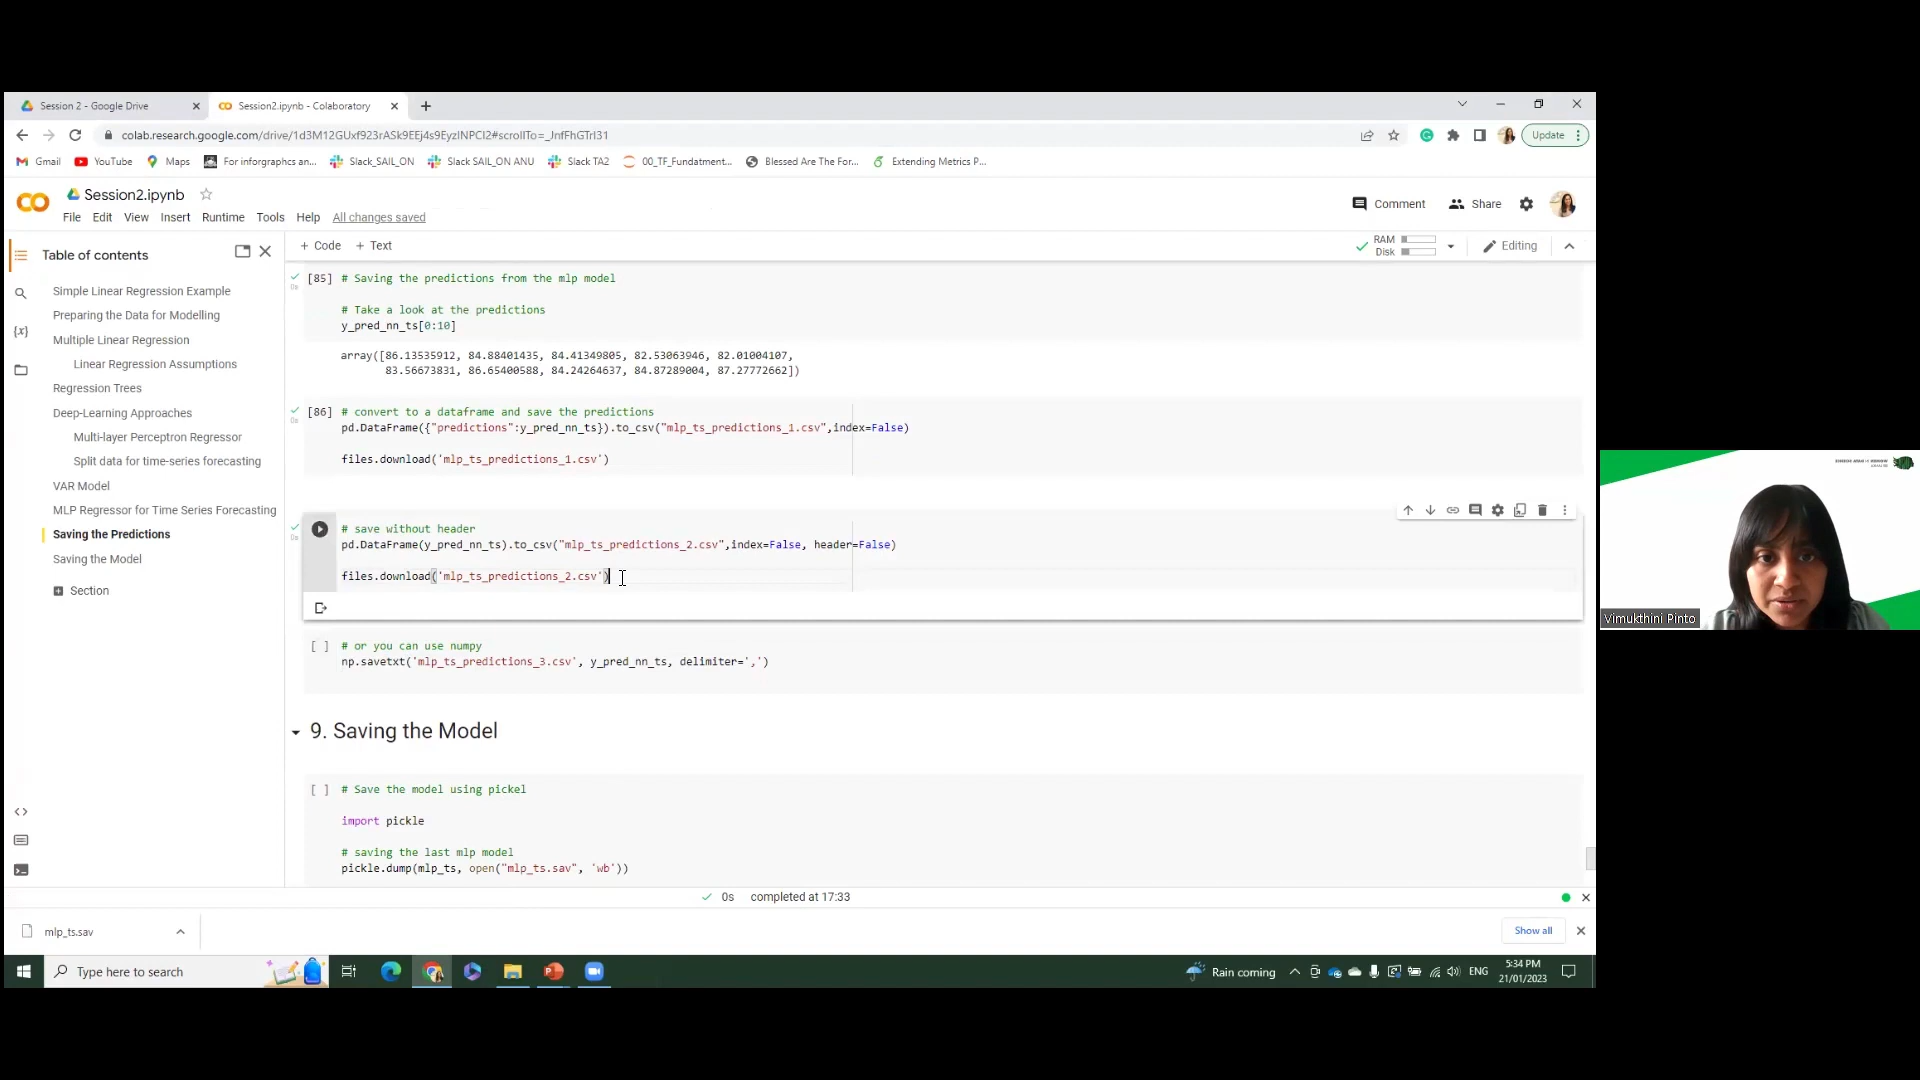 Session 2 - Google Drive
Session2.ipynb - Colaboratory
colab.research.google.com/drive/1d3M12GUxf923rASk9EEj4s9EyzlNPCl2#scrollTo=_JnfFhGTrI31
Update
Gmail
YouTube
Maps
For inforgraphcs an...
Slack_SAIL_ON
Slack SAIL_ON ANU
Slack TA2
00_TF_Fundatment...
Blessed Are The For...
Extending Metrics P...
Session2.ipynb
File Edit View Insert Runtime Tools Help All changes saved
Comment
Share
Table of contents
+ Code + Text
RAM
Disk
Editing
Simple Linear Regression Example
Preparing the Data for Modelling
Multiple Linear Regression
Linear Regression Assumptions
Regression Trees
Deep-Learning Approaches
Multi-layer Perceptron Regressor
Split data for time-series forecasting
VAR Model
MLP Regressor for Time Series Forecasting
Saving the Predictions
Saving the Model
Section
[85] # Saving the predictions from the mlp model
# Take a look at the predictions
y_pred_nn_ts[0:10]
array([86.13535912, 84.88401435, 84.41349805, 82.53063946, 82.01004107,
83.56673831, 86.65400588, 84.24264637, 84.87289004, 87.27772662])
[86] # convert to a dataframe and save the predictions
pd.DataFrame({"predictions":y_pred_nn_ts}).to_csv("mlp_ts_predictions_1.csv",index=False)
files.download('mlp_ts_predictions_1.csv')
# save without header
pd.DataFrame(y_pred_nn_ts).to_csv("mlp_ts_predictions_2.csv",index=False, header=False)
files.download('mlp_ts_predictions_2.csv')
[ ] # or you can use numpy
np.savetxt('mlp_ts_predictions_3.csv', y_pred_nn_ts, delimiter=',')
9. Saving the Model
[ ] # Save the model using pickel
import pickle
# saving the last mlp model
pickle.dump(mlp_ts, open("mlp_ts.sav", 'wb'))
0s completed at 17:33
mlp_ts.sav
Show all
Type here to search
Rain coming
ENG
5:34 PM
21/01/2023
Vimukthini Pinto